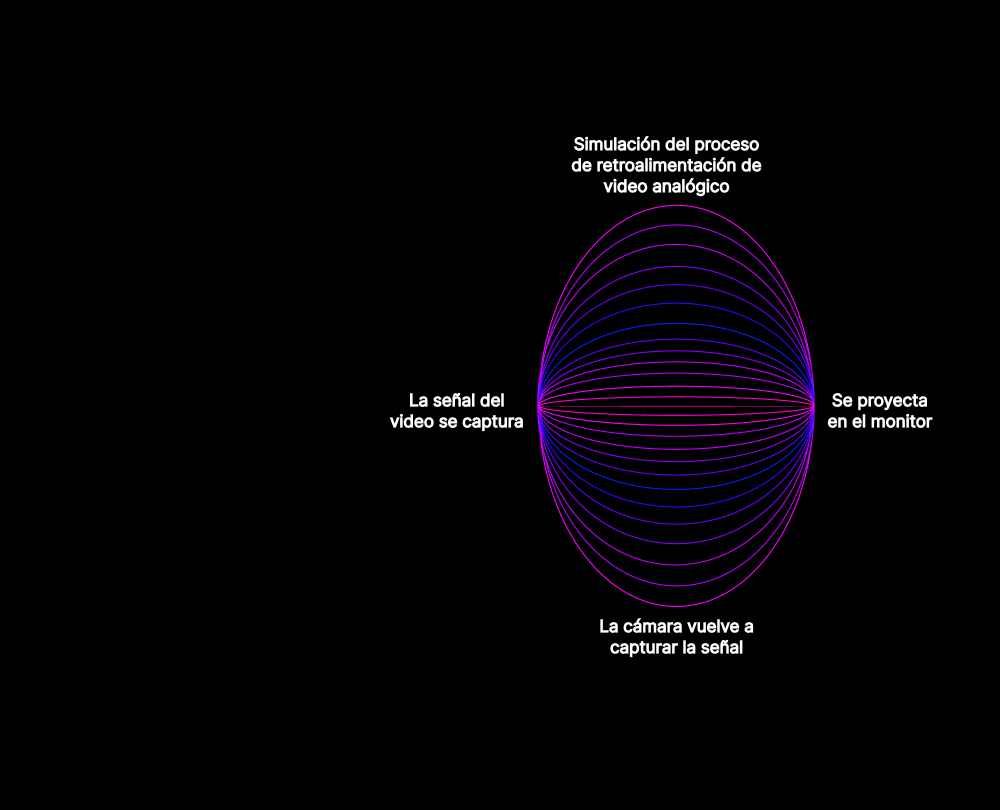 Simulación del proceso
de retroalimentación de
video analógico
La señal del
video se captura
Se proyecta
en el monitor
La cámara vuelve a
capturar la señal